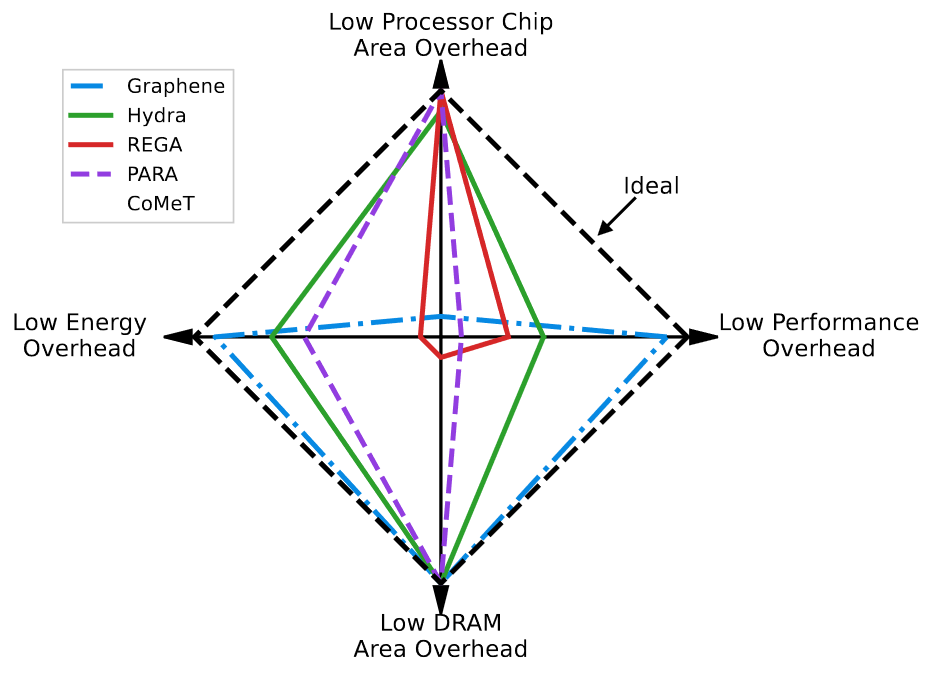 Low Processor Chip
Area Overhead
Graphene
Hydra
REGA
PARA
CoMeT
Ideal
Low Energy
Overhead
Low Performance
Overhead
Low DRAM
Area Overhead